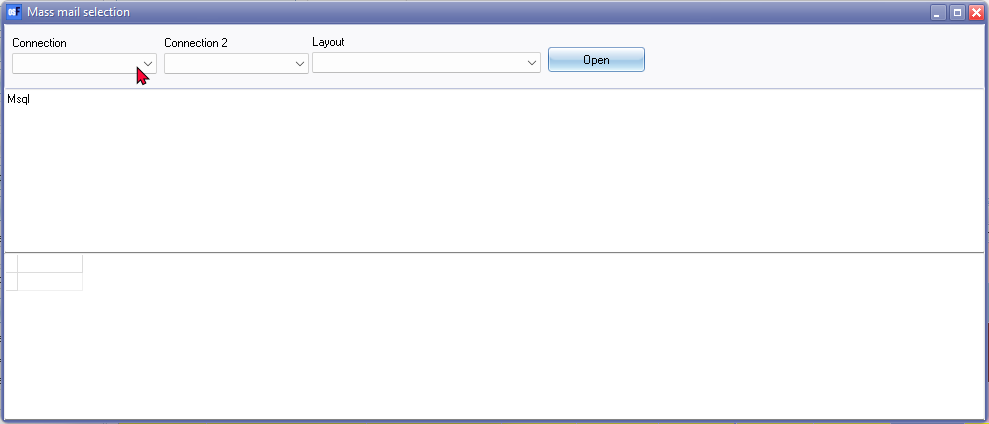 Mass mail selection
Connection
Connection 2
Layout
Open
Msql